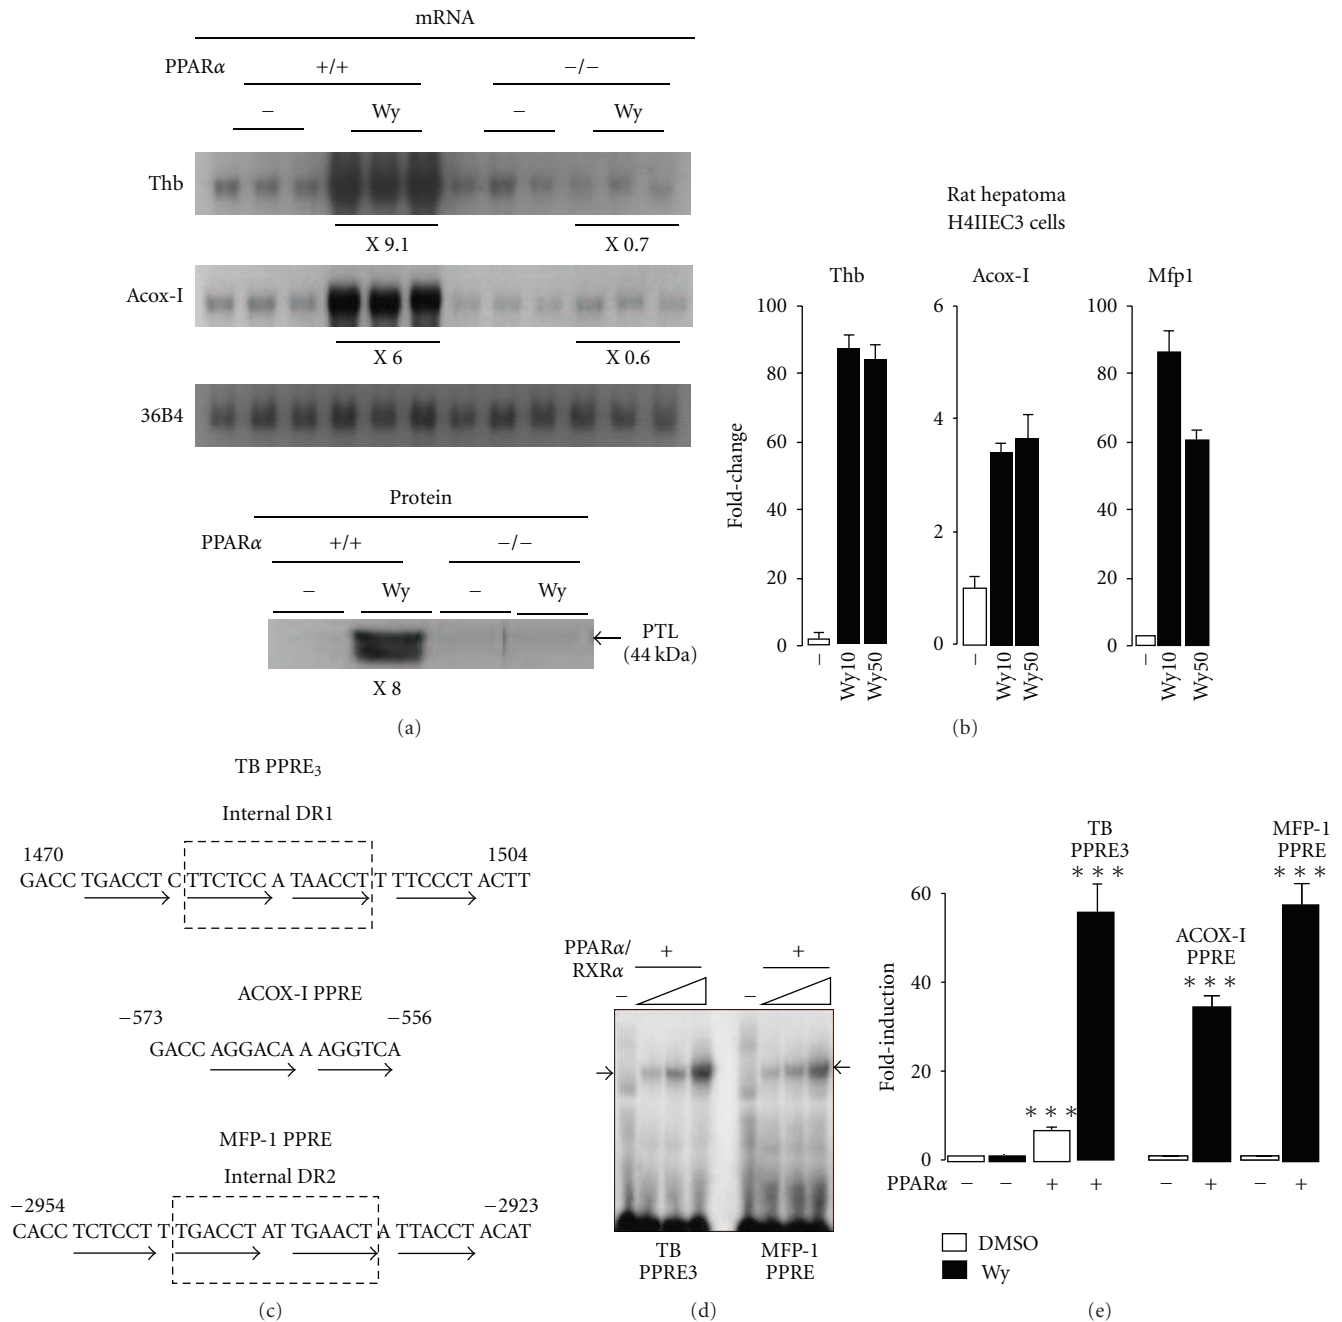 mRNA
PPARα +/+ −/−
− Wy − Wy
Thb
X 9.1 X 0.7
Acox-I
X 6 X 0.6
36B4
Protein
PPARα +/+ −/−
− Wy − Wy
PTL
(44 kDa)
X 8
(a)
Rat hepatoma
H4IIEC3 cells
Thb Acox-I Mfp1
Fold-change
100
80
60
40
20
0
− Wy10 Wy50
6
4
2
0
− Wy10 Wy50
100
80
60
40
20
0
− Wy10 Wy50
(b)
TB PPRE3
Internal DR1
1470 1504
GACC TGACCT C TTCTCC A TAACCT T TTCCCT ACTT
ACOX-I PPRE
−573 −556
GACC AGGACA A AGGTCA
MFP-1 PPRE
Internal DR2
−2954 −2923
CACC TCTCCT T TGACCT AT TGAACT A TTACCT ACAT
(c)
PPARα/
RXRα
+ +
− −
TB
PPRE3
MFP-1
PPRE
(d)
TB
PPRE3
∗∗∗
MFP-1
PPRE
∗∗∗
ACOX-I
PPRE
∗∗∗
∗∗∗
Fold-induction
60
40
20
0
PPARα − − + + − + − +
DMSO
Wy
(e)